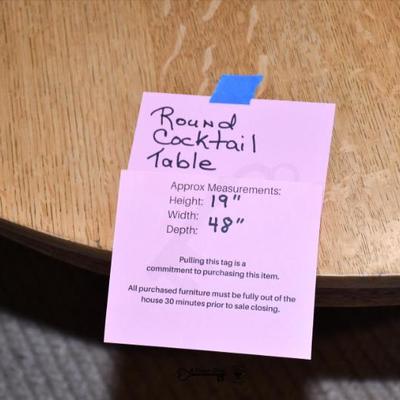 Round
Cocktail
Table
Approx Measurements:
Height: 19"
Width:
Depth: 48"
Pulling this tag is a
commitment to purchasing this item.
All purchased furniture must be fully out of the
house 30 minutes prior to sale closing.